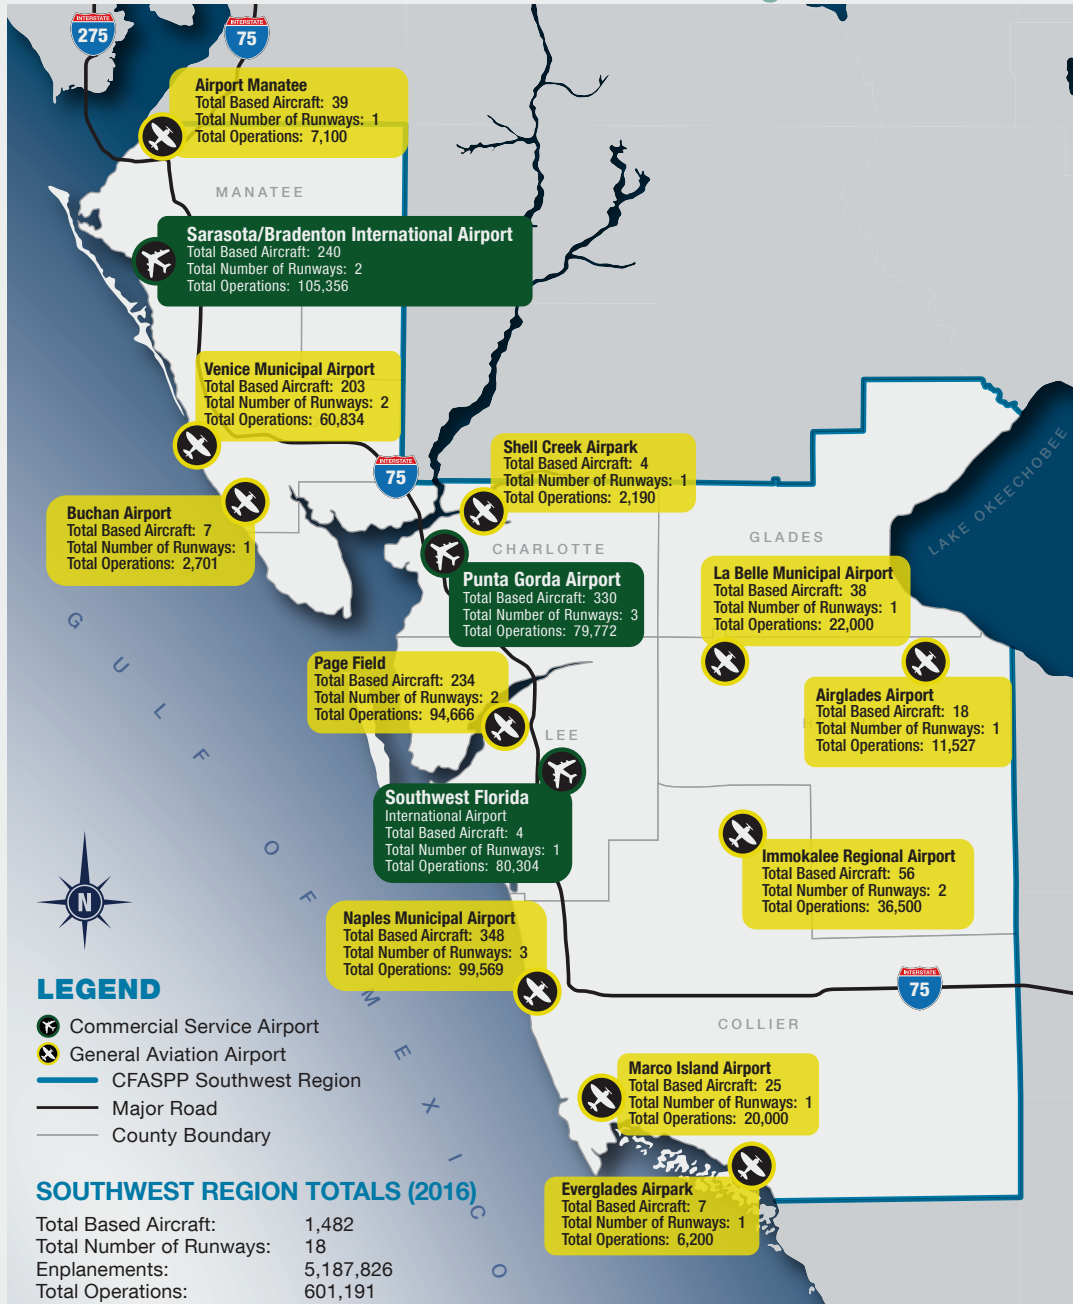 INTERSTATE
275
INTERSTATE
75
Airport Manatee
Total Based Aircraft: 39
Total Number of Runways: 1
Total Operations: 7,100
MANATEE
Sarasota/Bradenton International Airport
Total Based Aircraft: 240
Total Number of Runways: 2
Total Operations: 105,356
Venice Municipal Airport
Total Based Aircraft: 203
Total Number of Runways: 2
Total Operations: 60,834
INTERSTATE
75
Shell Creek Airpark
Total Based Aircraft: 4
Total Number of Runways: 1
Total Operations: 2,190
Buchan Airport
Total Based Aircraft: 7
Total Number of Runways: 1
Total Operations: 2,701
CHARLOTTE
GLADES
LAKE OKEECHOBEE
Punta Gorda Airport
Total Based Aircraft: 330
Total Number of Runways: 3
Total Operations: 79,772
La Belle Municipal Airport
Total Based Aircraft: 38
Total Number of Runways: 1
Total Operations: 22,000
Page Field
Total Based Aircraft: 234
Total Number of Runways: 2
Total Operations: 94,666
LEE
Airglades Airport
Total Based Aircraft: 18
Total Number of Runways: 1
Total Operations: 11,527
Southwest Florida
International Airport
Total Based Aircraft: 4
Total Number of Runways: 1
Total Operations: 80,304
Immokalee Regional Airport
Total Based Aircraft: 56
Total Number of Runways: 2
Total Operations: 36,500
GULF OF MEXICO
N
Naples Municipal Airport
Total Based Aircraft: 348
Total Number of Runways: 3
Total Operations: 99,569
INTERSTATE
75
COLLIER
Marco Island Airport
Total Based Aircraft: 25
Total Number of Runways: 1
Total Operations: 20,000
Everglades Airpark
Total Based Aircraft: 7
Total Number of Runways: 1
Total Operations: 6,200
LEGEND
Commercial Service Airport
General Aviation Airport
CFASPP Southwest Region
Major Road
County Boundary
SOUTHWEST REGION TOTALS (2016)
Total Based Aircraft: 1,482
Total Number of Runways: 18
Enplanements: 5,187,826
Total Operations: 601,191